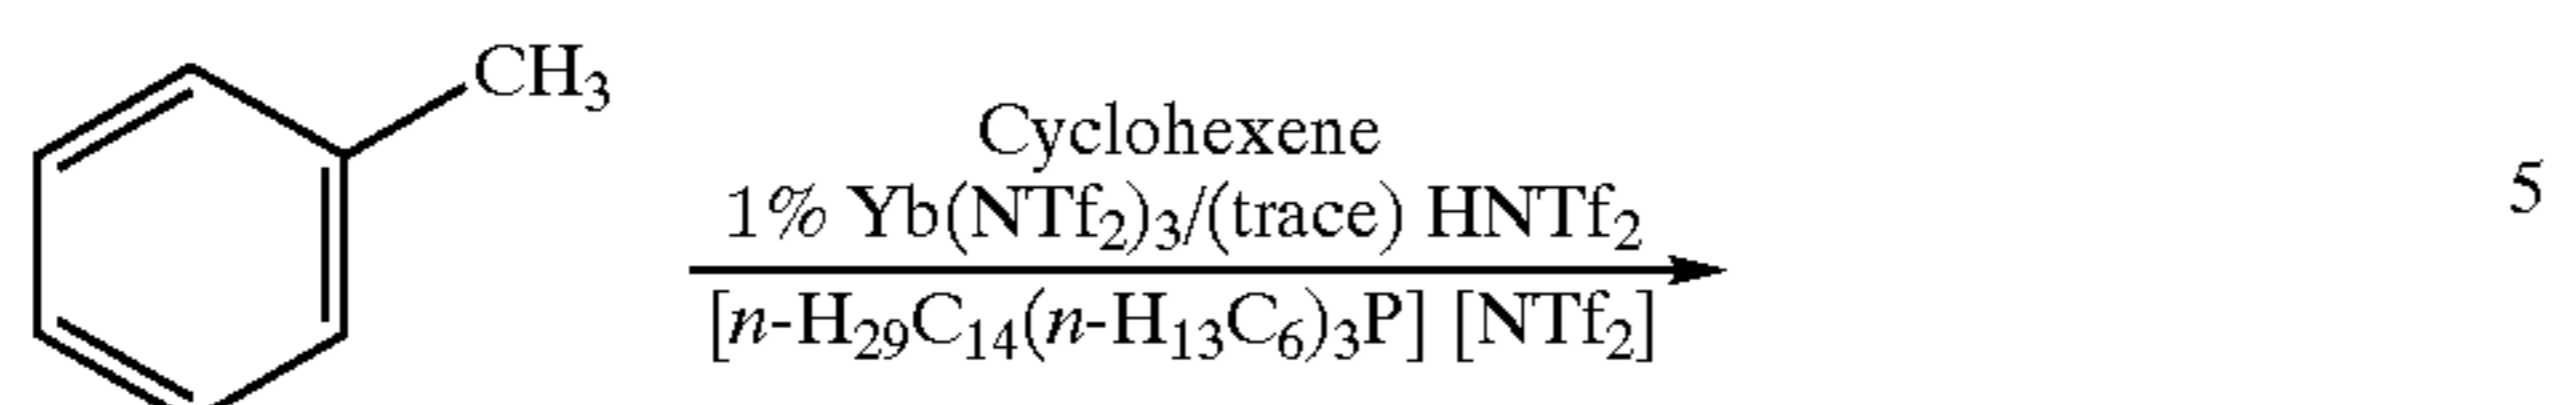 CH₃
Cyclohexene
1% Yb(NTf₂)₃/(trace) HNTf₂
[n-H₂₉C₁₄(n-H₁₃C₆)₃P] [NTf₂]
5